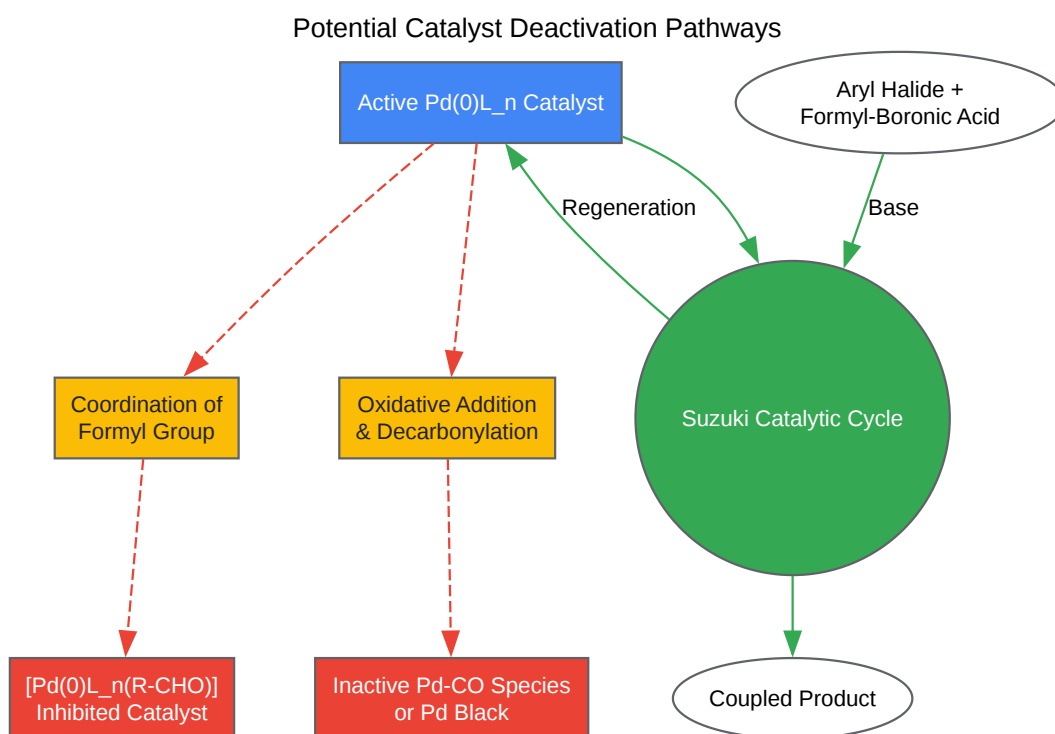 Potential Catalyst Deactivation Pathways
Active Pd(0)L_n Catalyst
Aryl Halide +
Formyl-Boronic Acid
Regeneration
Base
Coordination of
Formyl Group
Oxidative Addition
& Decarbonylation
Suzuki Catalytic Cycle
[Pd(0)L_n(R-CHO)]
Inhibited Catalyst
Inactive Pd-CO Species
or Pd Black
Coupled Product